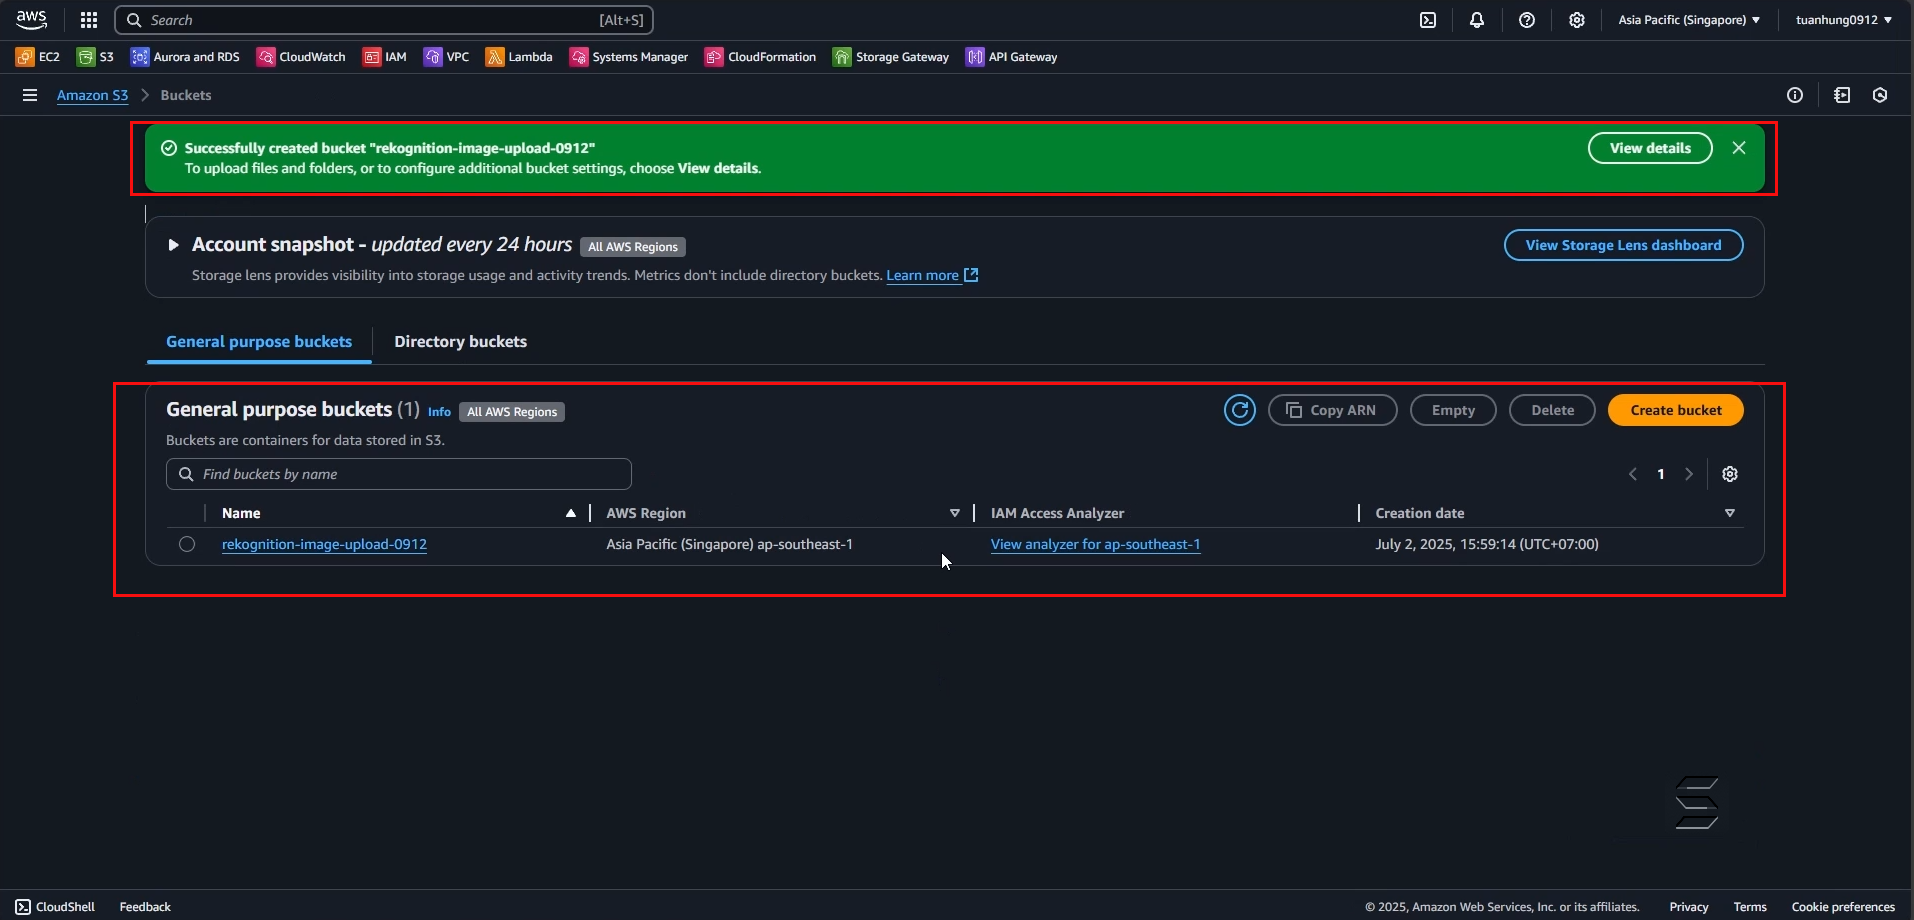 aws Search [Alt+S] Asia Pacific (Singapore) tuanhung0912
EC2 S3 Aurora and RDS CloudWatch IAM VPC Lambda Systems Manager CloudFormation Storage Gateway API Gateway
Amazon S3 Buckets
Successfully created bucket "rekognition-image-upload-0912"
To upload files and folders, or to configure additional bucket settings, choose View details.
View details
Account snapshot - updated every 24 hours All AWS Regions
View Storage Lens dashboard
Storage lens provides visibility into storage usage and activity trends. Metrics don't include directory buckets. Learn more
General purpose buckets Directory buckets
General purpose buckets (1) Info All AWS Regions
Copy ARN Empty Delete Create bucket
Buckets are containers for data stored in S3.
Find buckets by name
1
Name AWS Region IAM Access Analyzer Creation date
rekognition-image-upload-0912 Asia Pacific (Singapore) ap-southeast-1 View analyzer for ap-southeast-1 July 2, 2025, 15:59:14 (UTC+07:00)
CloudShell Feedback © 2025, Amazon Web Services, Inc. or its affiliates. Privacy Terms Cookie preferences